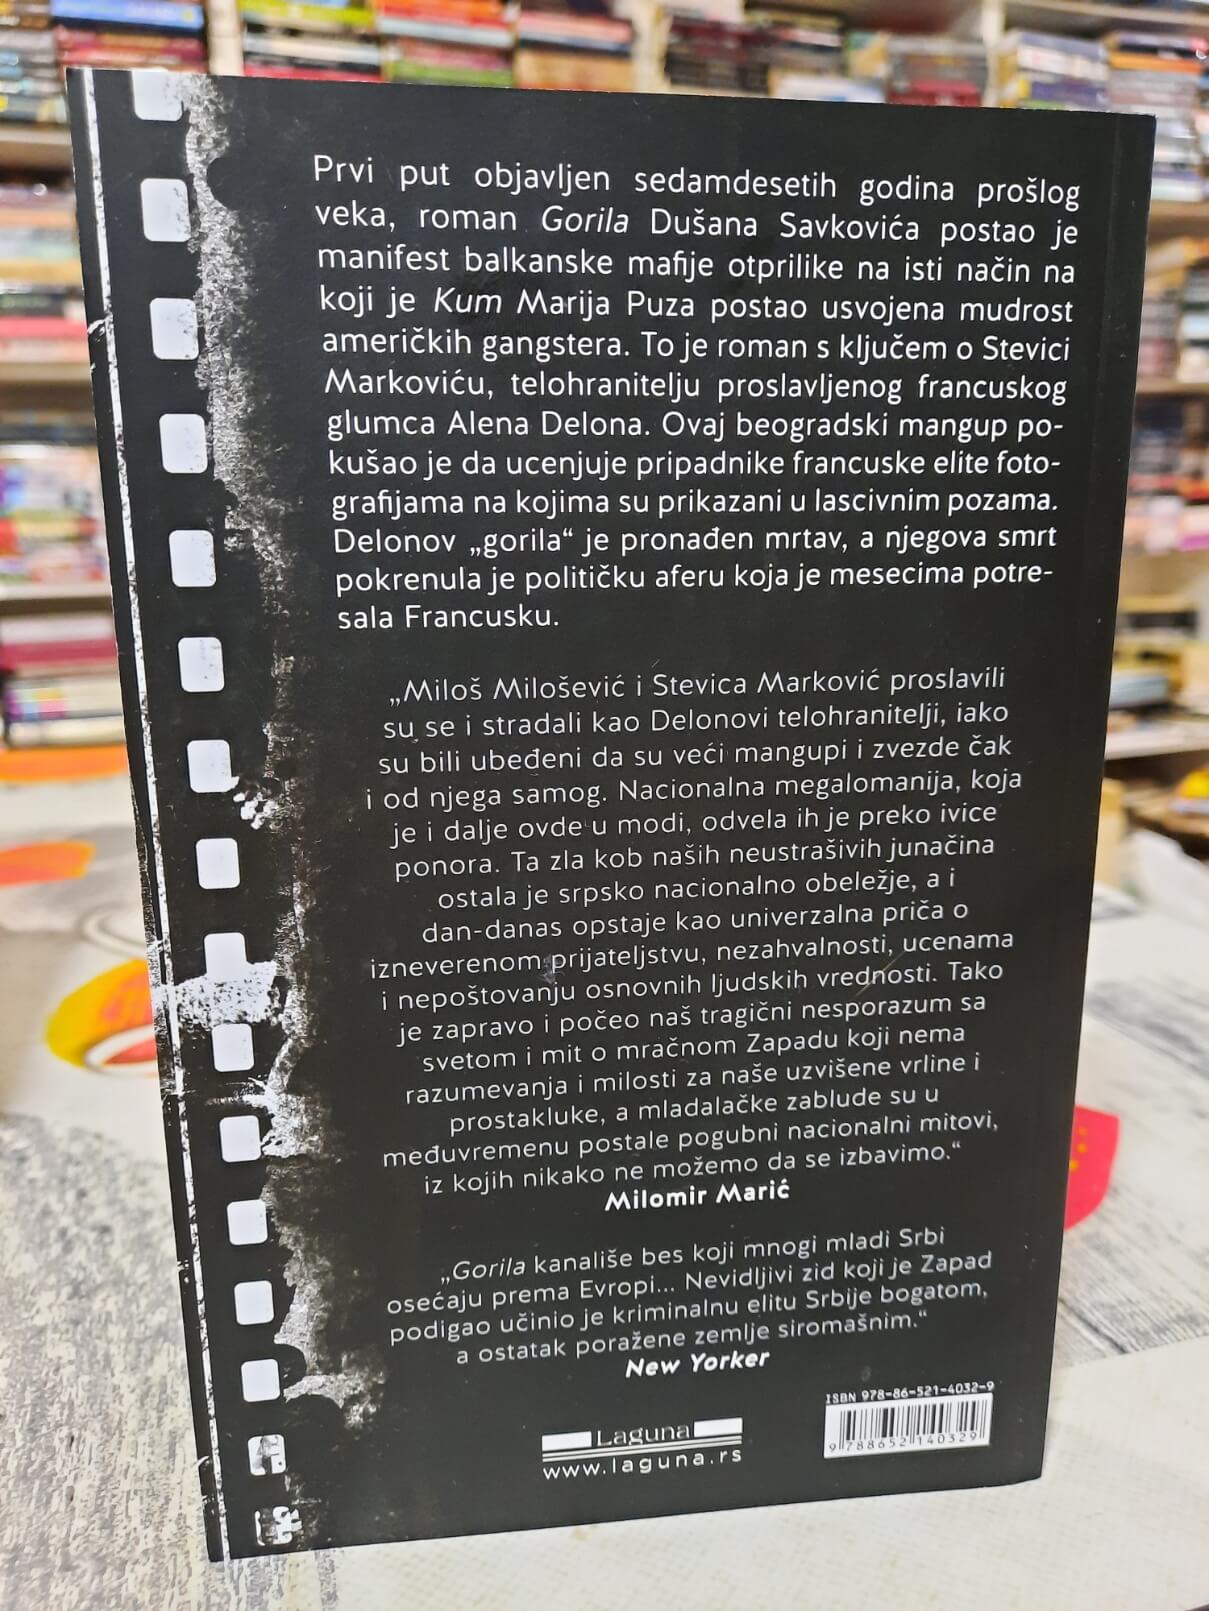 Prvi put objavljen sedamdesetih godina prošlog
veka, roman Gorila Dušana Savkovića postao je
manifest balkanske mafije otprilike na isti način na
koji je Kum Marija Puza postao usvojena mudrost
američkih gangstera. To je roman s ključem o Stevici
Markoviću, telohranitelju proslavljenog francuskog
glumca Alena Delona. Ovaj beogradski mangup po-
kušao je da ucenjuje pripadnike francuske elite foto-
grafijama na kojima su prikazani u lascivnim pozama.
Delonov „gorila“ je pronađen mrtav, a njegova smrt
pokrenula je političku aferu koja je mesecima potre-
sala Francusku.
„Miloš Milošević i Stevica Marković proslavili
su se i stradali kao Delonovi telohranitelji, iako
su bili ubeđeni da su veći mangupi i zvezde čak
i od njega samog. Nacionalna megalomanija, koja
je i dalje ovde u modi, odvela ih je preko ivice
ponora. Ta zla kob naših neustrašivih junačina
ostala je srpsko nacionalno obeležje, a i
dan-danas opstaje kao univerzalna priča o
izneverenom prijateljstvu, nezahvalnosti, ucenama
i nepoštovanju osnovnih ljudskih vrednosti. Tako
je zapravo i počeo naš tragični nesporazum sa
svetom i mit o mračnom Zapadu koji nema
razumevanja i milosti za naše uzvišene vrline i
prostakluke, a mladalačke zablude su u
međuvremenu postale pogubni nacionalni mitovi,
iz kojih nikako ne možemo da se izbavimo.“
Milomir Marić
„Gorila kanališe bes koji mnogi mladi Srbi
osećaju prema Evropi... Nevidljivi zid koji je Zapad
podigao učinio je kriminalnu elitu Srbije bogatom,
a ostatak poražene zemlje siromašnim.“
New Yorker
ISBN 978-86-521-4032-9
9 788652 140329
Laguna
www.laguna.rs